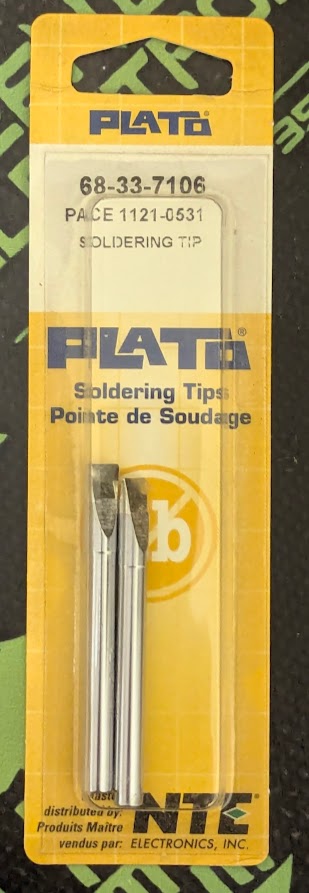 PLATO®
68-33-7106
PACE 1121-0531
SOLDERING TIP
PLATO®
Soldering Tips
Pointe de Soudage
b
distributed by:
Produits Maitre
vendus par:
NTE
ELECTRONICS, INC.